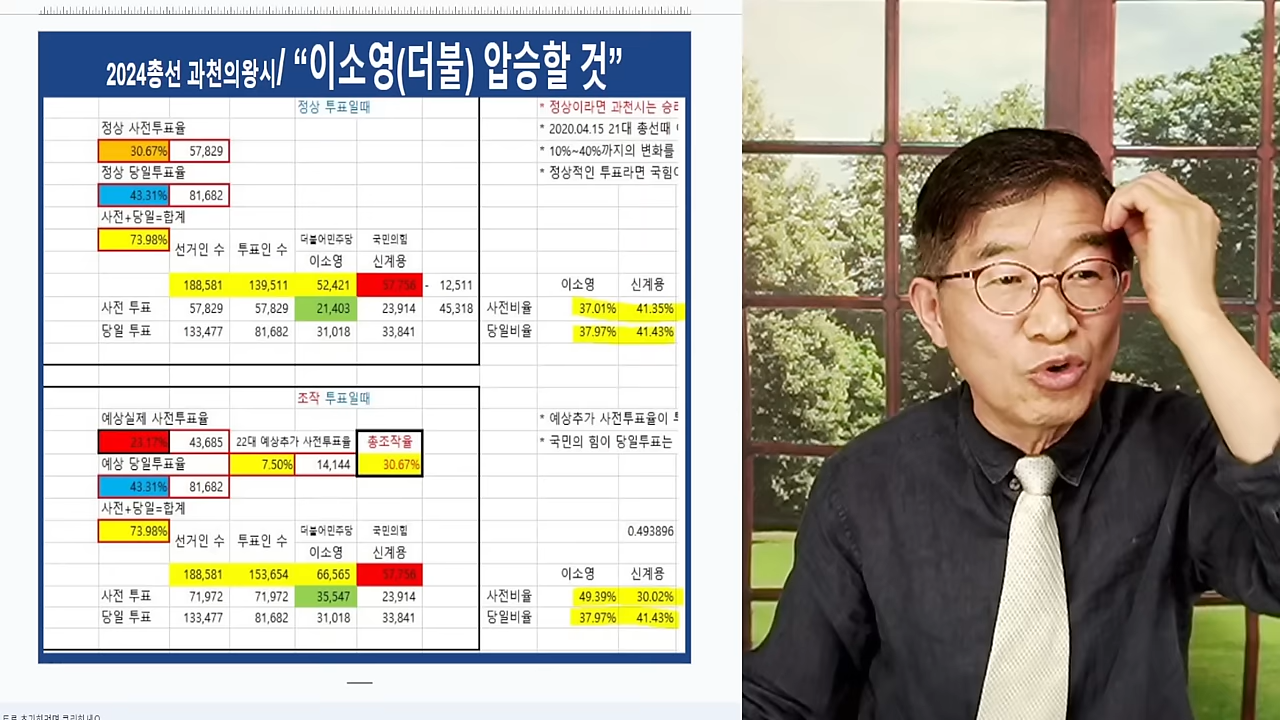 2024총선 과천의왕시/ “이소영(더불) 압승할 것”
정상 투표일때
* 정상이라면 과천시는 승리
정상 사전투표율
* 2020.04.15 21대 총선때
30.67% 57,829
* 10%~40%까지의 변화를
정상 당일투표율
* 정상적인 투표라면 국힘이
43.31% 81,682
사전+당일=합계
73.98% 선거인 수 투표인 수 더불어민주당 국민의힘
이소영 신계용
188,581 139,511 52,421 57,756 - 12,511 이소영 신계용
사전 투표 57,829 57,829 21,403 23,914 45,318 사전비율 37.01% 41.35%
당일 투표 133,477 81,682 31,018 33,841 당일비율 37.97% 41.43%
조작 투표일때
예상실제 사전투표율 * 예상추가 사전투표율이
23.17% 43,685 22대 예상추가 사전투표율 총조작율 * 국민의 힘이 당일투표는
예상 당일투표율 7.50% 14,144 30.67%
43.31% 81,682
사전+당일=합계
73.98% 선거인 수 투표인 수 더불어민주당 국민의힘 0.493896
이소영 신계용
188,581 153,654 66,565 57,756 이소영 신계용
사전 투표 71,972 71,972 35,547 23,914 사전비율 49.39% 30.02%
당일 투표 133,477 81,682 31,018 33,841 당일비율 37.97% 41.43%